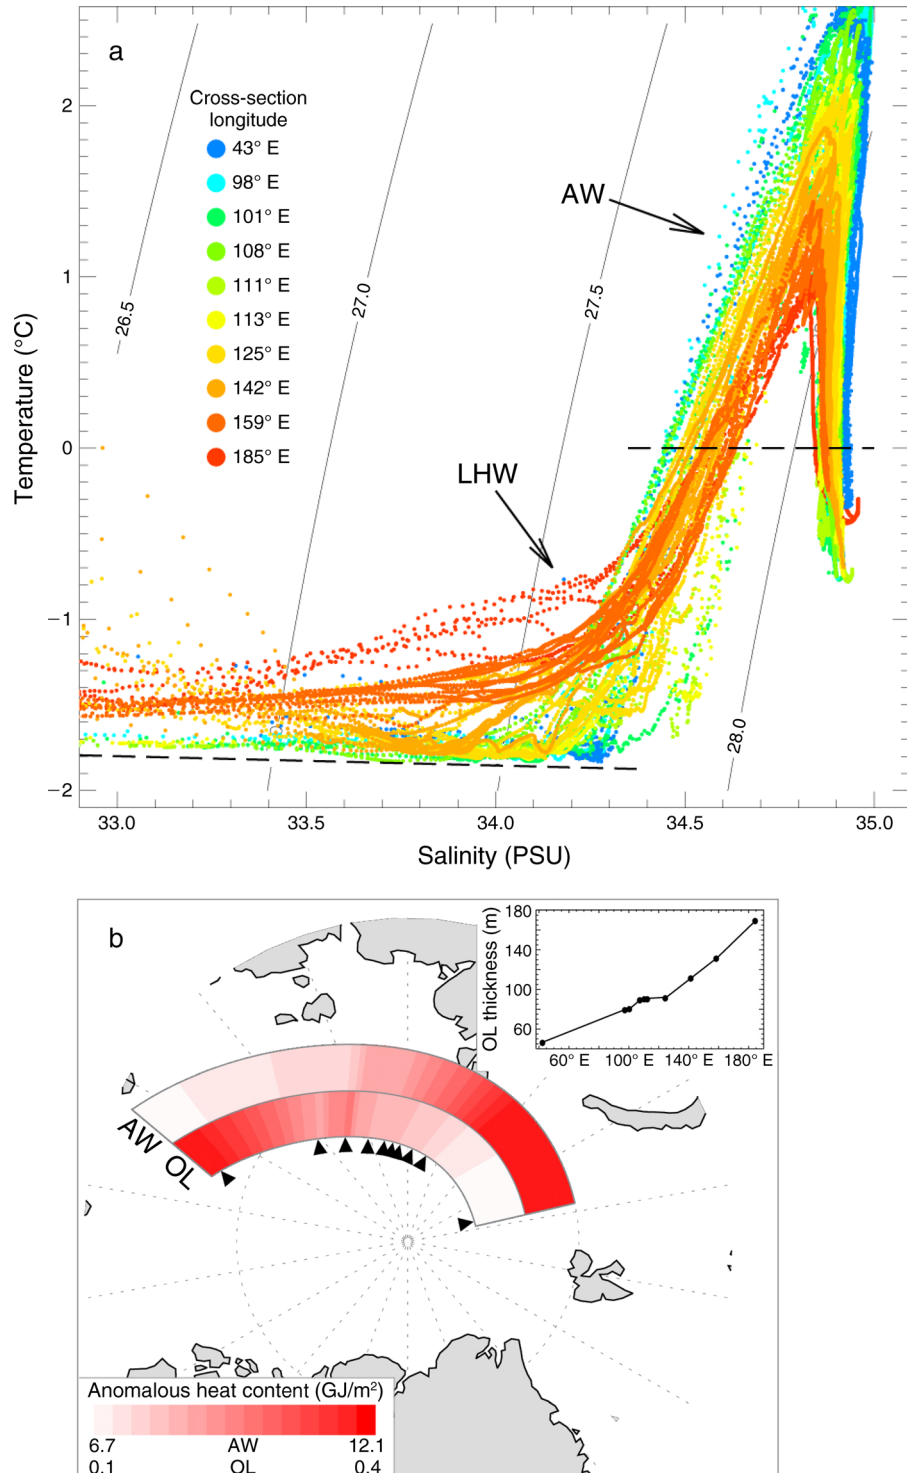 a
Cross-section
longitude
43° E
98° E
101° E
108° E
111° E
113° E
125° E
142° E
159° E
185° E
AW
LHW
26.5
27.0
27.5
28.0
2
1
0
−1
−2
Temperature (°C)
33.0 33.5 34.0 34.5 35.0
Salinity (PSU)
b
OL thickness (m)
180
140
100
60
60° E 100° E 140° E 180° E
AW
OL
Anomalous heat content (GJ/m²)
6.7 AW 12.1
0.1 OL 0.4